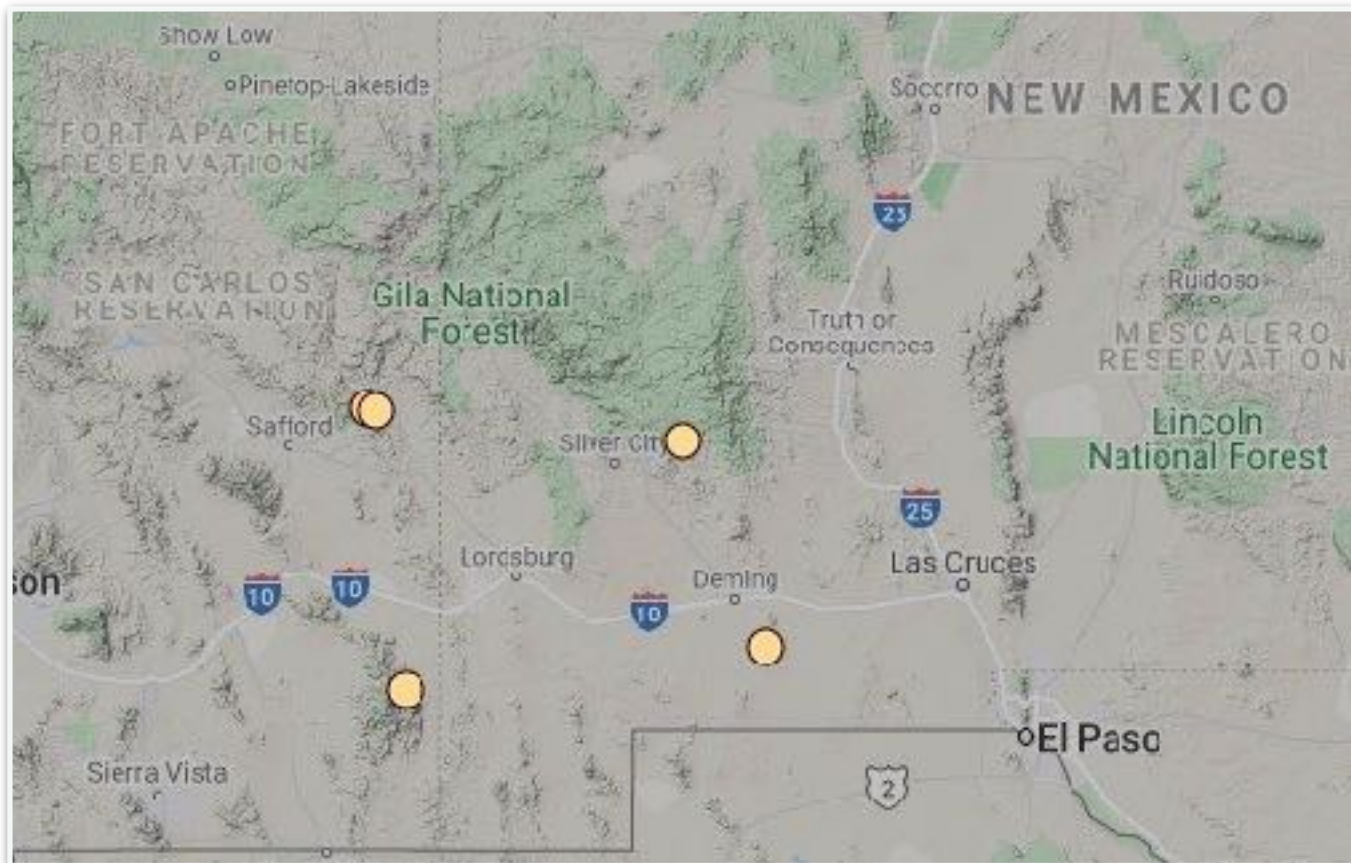 Show Low
Pinetop-Lakeside
Socorro
NEW MEXICO
FORT APACHE
RESERVATION
25
SAN CARLOS
RESERVATION
Gila National
Forest
Ruidoso
Truth or
Consequences
MESCALERO
RESERVATION
Safford
Silver City
Lincoln
National Forest
25
Lordsburg
Deming
Las Cruces
son
10
10
10
El Paso
Sierra Vista
2